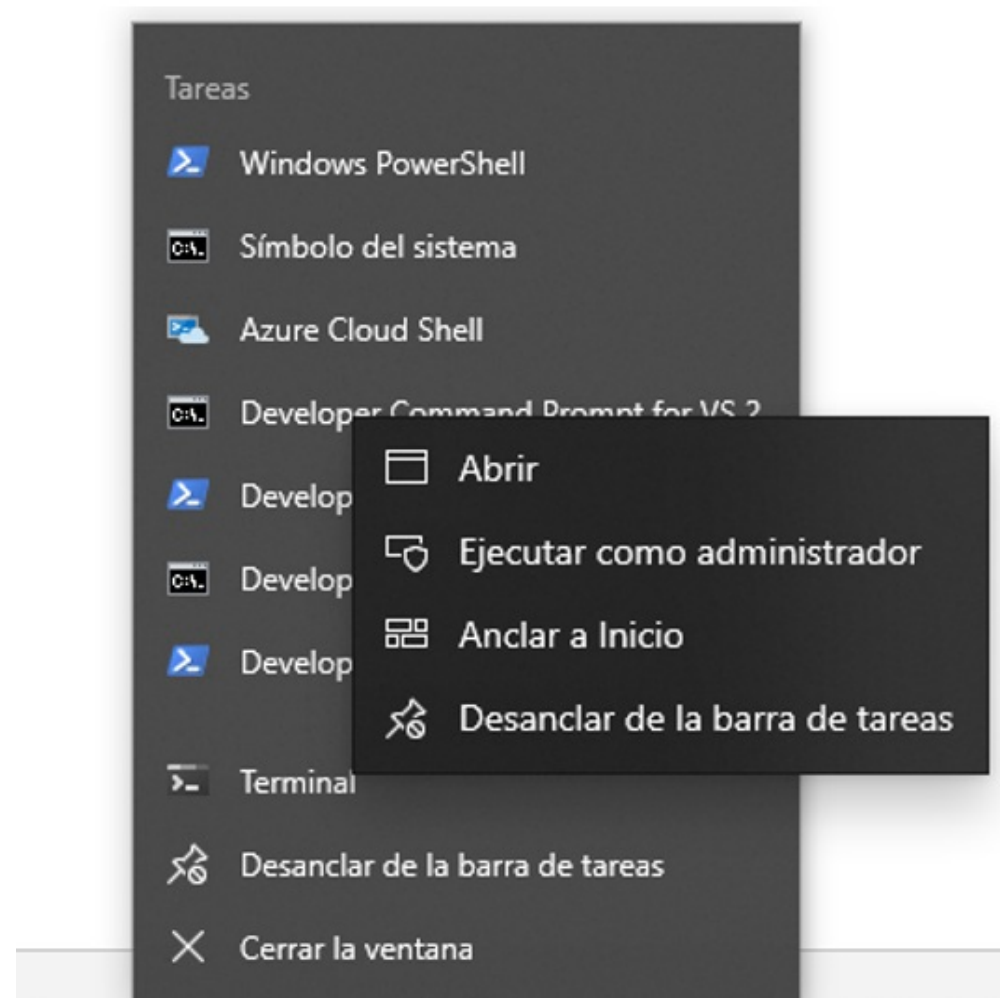 Tareas
Windows PowerShell
Símbolo del sistema
Azure Cloud Shell
Developer Command Prompt for VS 2
Develop
Develop
Develop
Abrir
Ejecutar como administrador
Anclar a Inicio
Desanclar de la barra de tareas
Terminal
Desanclar de la barra de tareas
Cerrar la ventana